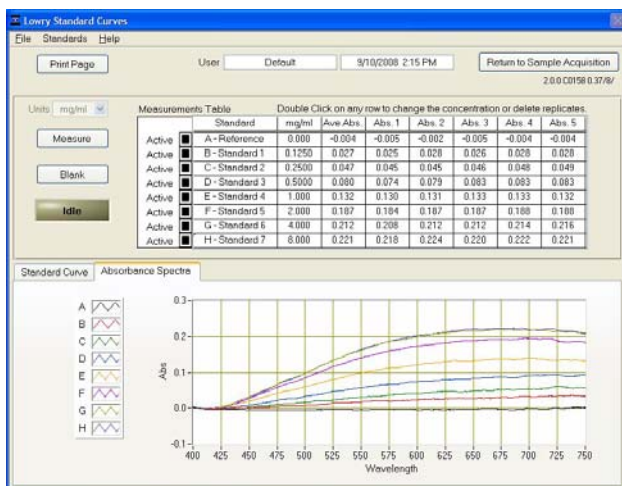 Lowry Standard Curves
File Standards Help
Print Page User Default 9/10/2008 2:15 PM Return to Sample Acquisition
2.0.0 C0158 0.37/8/
Units mg/ml Measurements Table Double Click on any row to change the concentration or delete replicates.
Standard mg/ml Ave Abs. Abs. 1 Abs. 2 Abs. 3 Abs. 4 Abs. 5
Active A - Reference 0.000 -0.004 -0.005 -0.002 -0.005 -0.004 -0.004
Active B - Standard 1 0.1250 0.027 0.025 0.028 0.026 0.028 0.028
Active C - Standard 2 0.2500 0.047 0.045 0.045 0.046 0.048 0.049
Active D - Standard 3 0.5000 0.080 0.074 0.079 0.083 0.083 0.083
Active E - Standard 4 1.000 0.132 0.130 0.131 0.133 0.133 0.132
Active F - Standard 5 2.000 0.187 0.184 0.187 0.187 0.188 0.188
Active G - Standard 6 4.000 0.212 0.208 0.212 0.212 0.214 0.216
Active H - Standard 7 8.000 0.221 0.218 0.224 0.220 0.222 0.221
Measure
Blank
Idle
Standard Curve Absorbance Spectra
A
B
C
D
E
F
G
H
0.3
0.2
0.1
0.0
-0.1
Abs
400 425 450 475 500 525 550 575 600 625 650 675 700 725 750
Wavelength